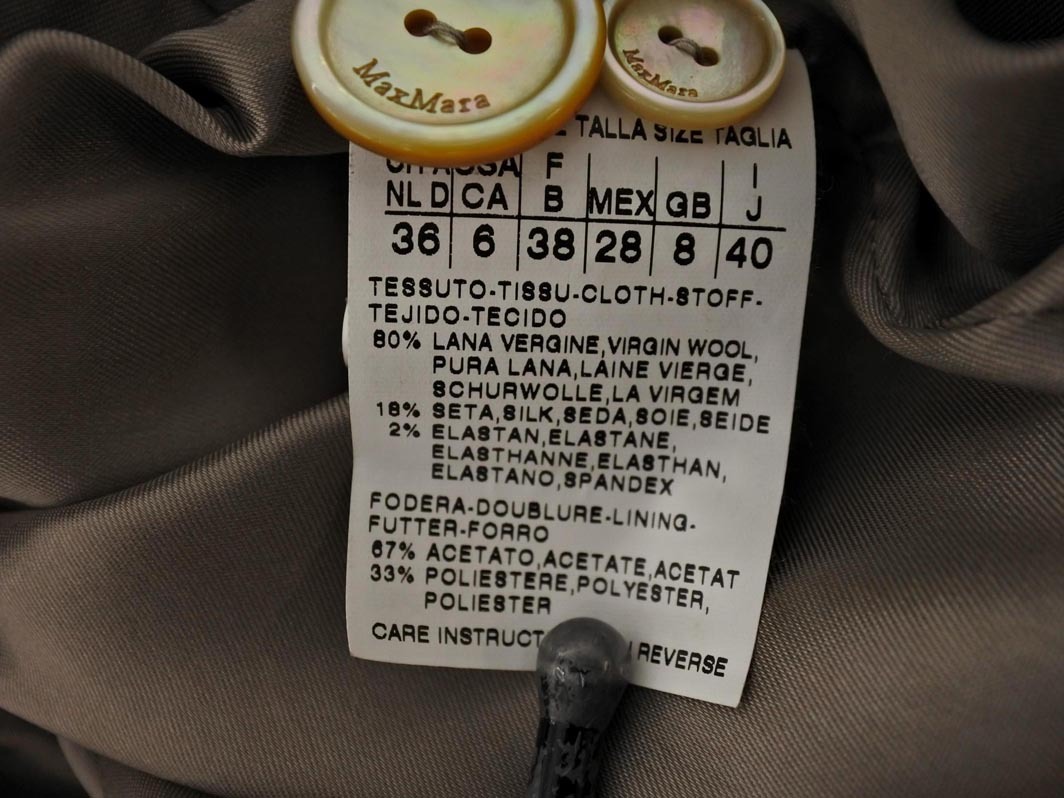 MaxMara
MaxMara
TALLA SIZE TAGLIA
F I
NL D CA B MEX GB J
36 6 38 28 8 40
TESSUTO-TISSU-CLOTH-STOFF-
TEJIDO-TECIDO
80% LANA VERGINE,VIRGIN WOOL,
PURA LANA,LAINE VIERGE,
SCHURWOLLE,LA VIRGEM
18% SETA,SILK,SEDA,SOIE,SEIDE
2% ELASTAN,ELASTANE,
ELASTHANNE,ELASTHAN,
ELASTANO,SPANDEX
FODERA-DOUBLURE-LINING-
FUTTER-FORRO
67% ACETATO,ACETATE,ACETAT
33% POLIESTERE,POLYESTER,
POLIESTER
CARE INSTRUCT REVERSE